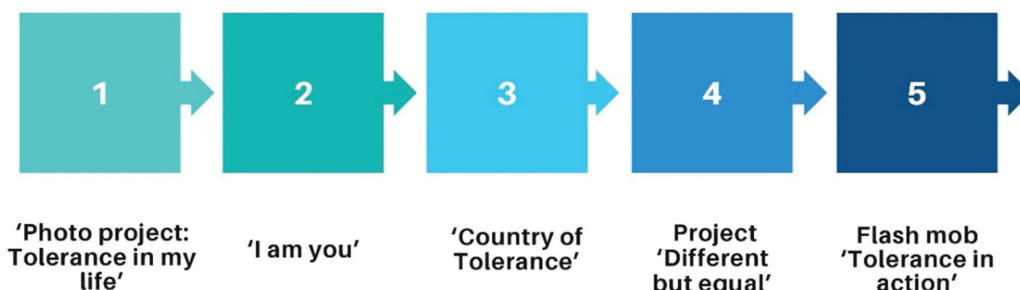 1
2
3
4
5
‘Photo project:
Tolerance in my
life’
‘I am you’
‘Country of
Tolerance’
Project
‘Different
but equal’
Flash mob
‘Tolerance in
action’